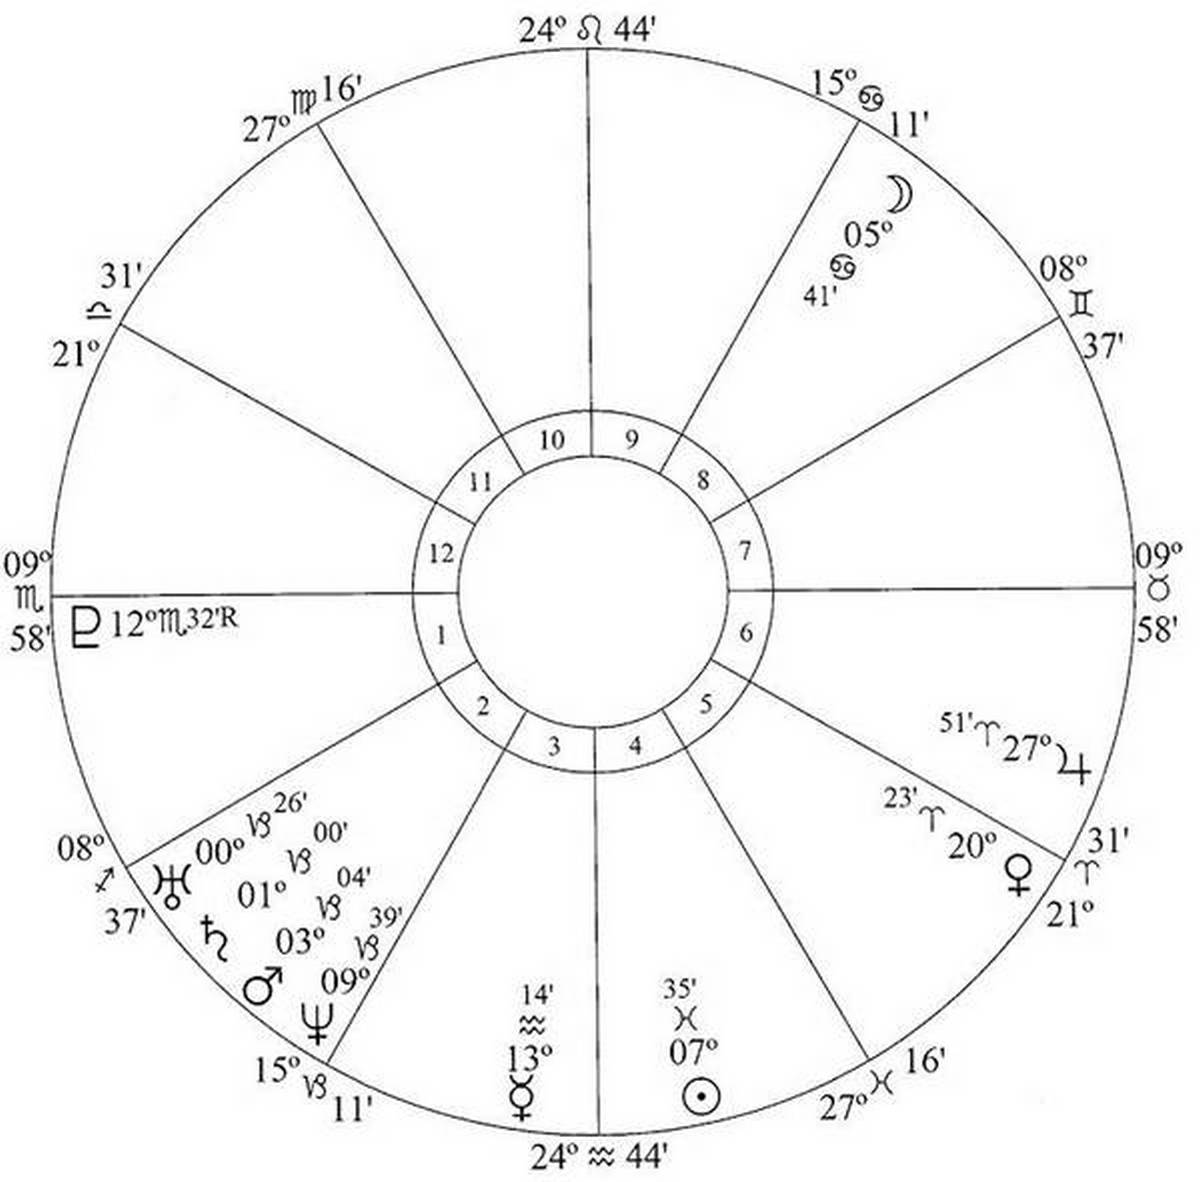 24º ♌ 44'
27º ♍ 16'
15º ♋ 11'
☽
05º
♋
41'
31'
♎
21º
08º
♊
37'
10
9
11
8
12
7
09º
♏
58'
09º
♉
58'
♇ 12º♏32'R
1
6
2
5
3
4
51' ♈ 27º ♃
23' ♈ 20º ♀
31'
♈
21º
08º
♐
37'
♅ 00º ♑ 26'
♄ 01º ♑ 00'
♂ 03º ♑ 04'
♆ 09º ♑ 39'
14'
♒
13º
☿
35'
♓
07º
☉
15º ♑ 11'
27º ♓ 16'
24º ♒ 44'